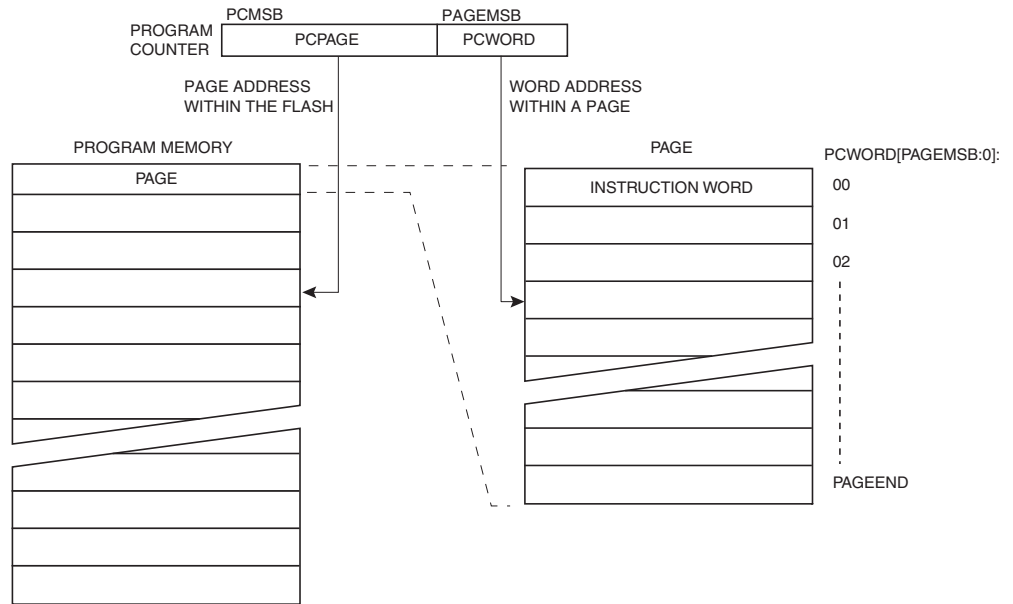 PCMSB
PAGEMSB
PROGRAM
COUNTER
PCPAGE
PCWORD
PAGE ADDRESS
WITHIN THE FLASH
WORD ADDRESS
WITHIN A PAGE
PROGRAM MEMORY
PAGE
PAGE
INSTRUCTION WORD
PCWORD[PAGEMSB:0]:
00
01
02
PAGEEND